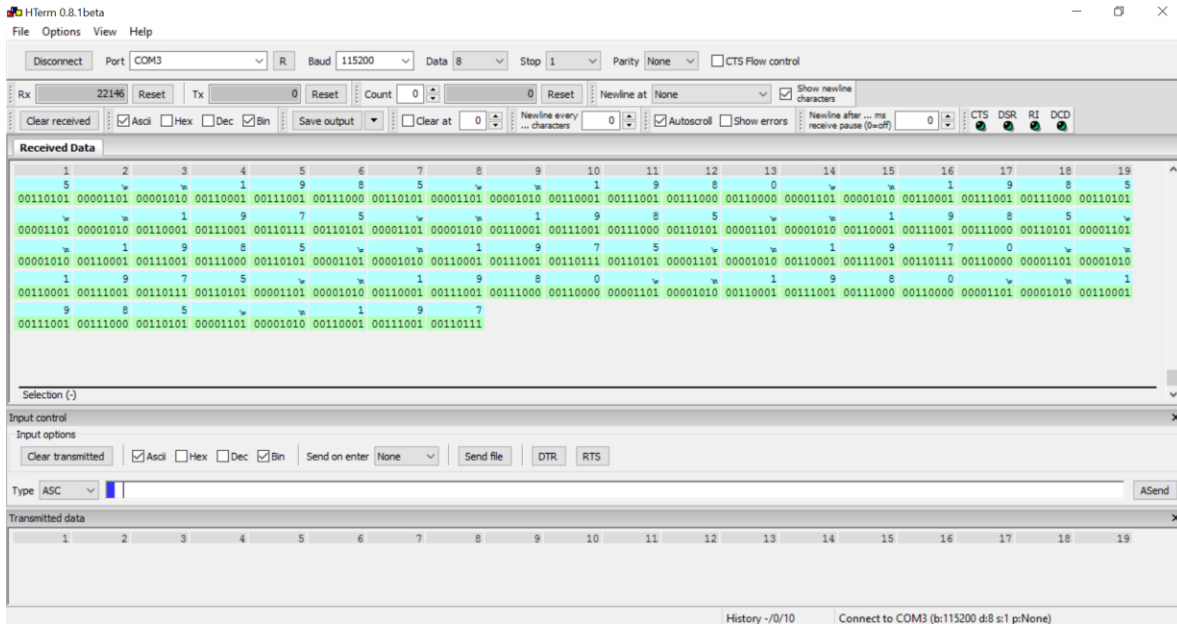 HTerm 0.8.1beta
File Options View Help
Disconnect Port COM3 R Baud 115200 Data 8 Stop 1 Parity None CTS Flow control
Rx 22146 Reset Tx 0 Reset Count 0 0 Reset Newline at None Show newline characters
Clear received Ascii Hex Dec Bin Save output Clear at 0 Newline every ... characters 0 Autoscroll Show errors Newline after ... ms receive pause (0=off) 0 CTS DSR RI DCD
Received Data
1 2 3 4 5 6 7 8 9 10 11 12 13 14 15 16 17 18 19
5 \r \n 1 9 8 5 \r \n 1 9 8 0 \r \n 1 9 8 5
00110101 00001101 00001010 00110001 00111001 00111000 00110101 00001101 00001010 00110001 00111001 00111000 00110000 00001101 00001010 00110001 00111001 00111000 00110101
\r \n 1 9 7 5 \r \n 1 9 8 5 \r \n 1 9 8 5 \r
00001101 00001010 00110001 00111001 00110111 00110101 00001101 00001010 00110001 00111001 00111000 00110101 00001101 00001010 00110001 00111001 00111000 00110101 00001101
\n 1 9 8 5 \r \n 1 9 7 5 \r \n 1 9 7 0 \r \n
00001010 00110001 00111001 00111000 00110101 00001101 00001010 00110001 00111001 00110111 00110101 00001101 00001010 00110001 00111001 00110111 00110000 00001101 00001010
1 9 7 5 \r \n 1 9 8 0 \r \n 1 9 8 0 \r \n 1
00110001 00111001 00110111 00110101 00001101 00001010 00110001 00111001 00111000 00110000 00001101 00001010 00110001 00111001 00111000 00110000 00001101 00001010 00110001
9 8 5 \r \n 1 9 7
00111001 00111000 00110101 00001101 00001010 00110001 00111001 00110111
Selection (-)
Input control
Input options
Clear transmitted Ascii Hex Dec Bin Send on enter None Send file DTR RTS
Type ASC ASend
Transmitted data
1 2 3 4 5 6 7 8 9 10 11 12 13 14 15 16 17 18 19
History -/0/10 Connect to COM3 (b:115200 d:8 s:1 p:None)